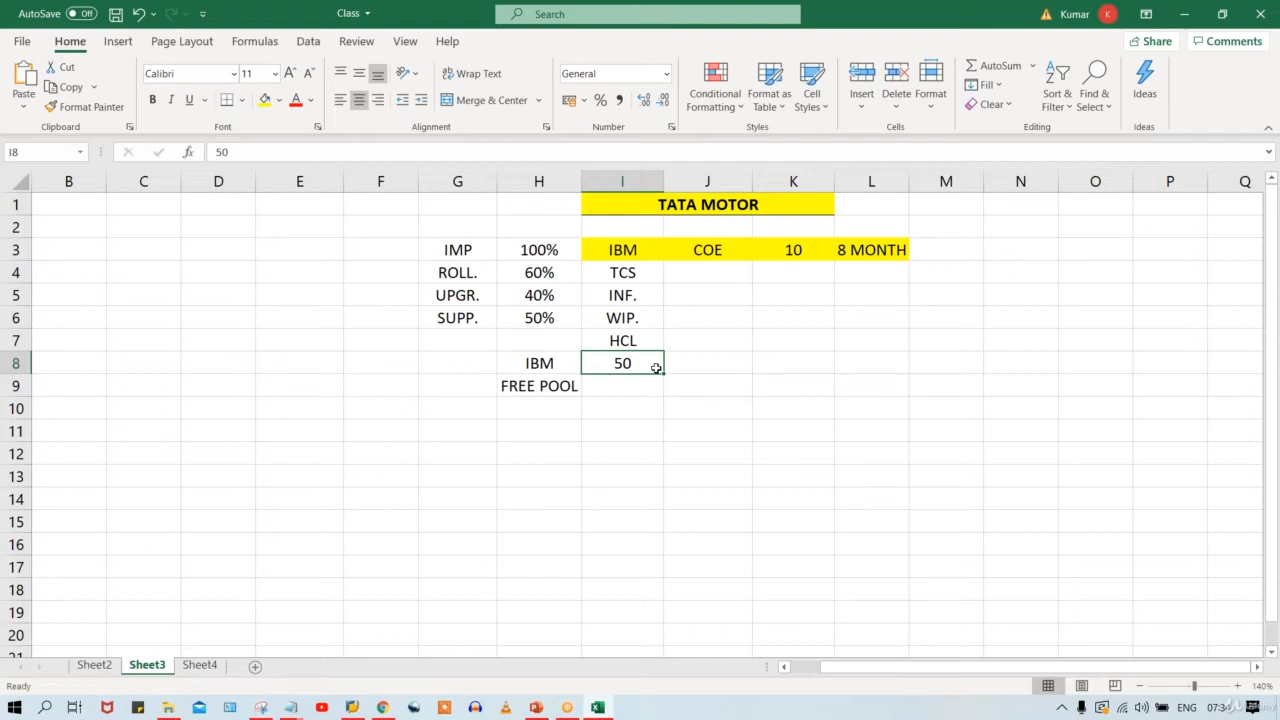 AutoSave Off Class Search Kumar K
File Home Insert Page Layout Formulas Data Review View Help Share Comments
Paste Cut Copy Format Painter
Clipboard
Calibri 11 A A
B I U A
Font
Wrap Text
Merge & Center
Alignment
General
%
Number
Conditional Formatting
Format as Table
Cell Styles
Styles
Insert Delete Format
Cells
AutoSum
Fill
Clear
Sort & Filter
Find & Select
Editing
Ideas
Ideas
I8 fx 50
B C D E F G H I J K L M N O P Q
1 TATA MOTOR
2
3 IMP 100% IBM COE 10 8 MONTH
4 ROLL. 60% TCS
5 UPGR. 40% INF.
6 SUPP. 50% WIP.
7 HCL
8 IBM 50
9 FREE POOL
10
11
12
13
14
15
16
17
18
19
20
21
Sheet2 Sheet3 Sheet4
Ready 140%
ENG